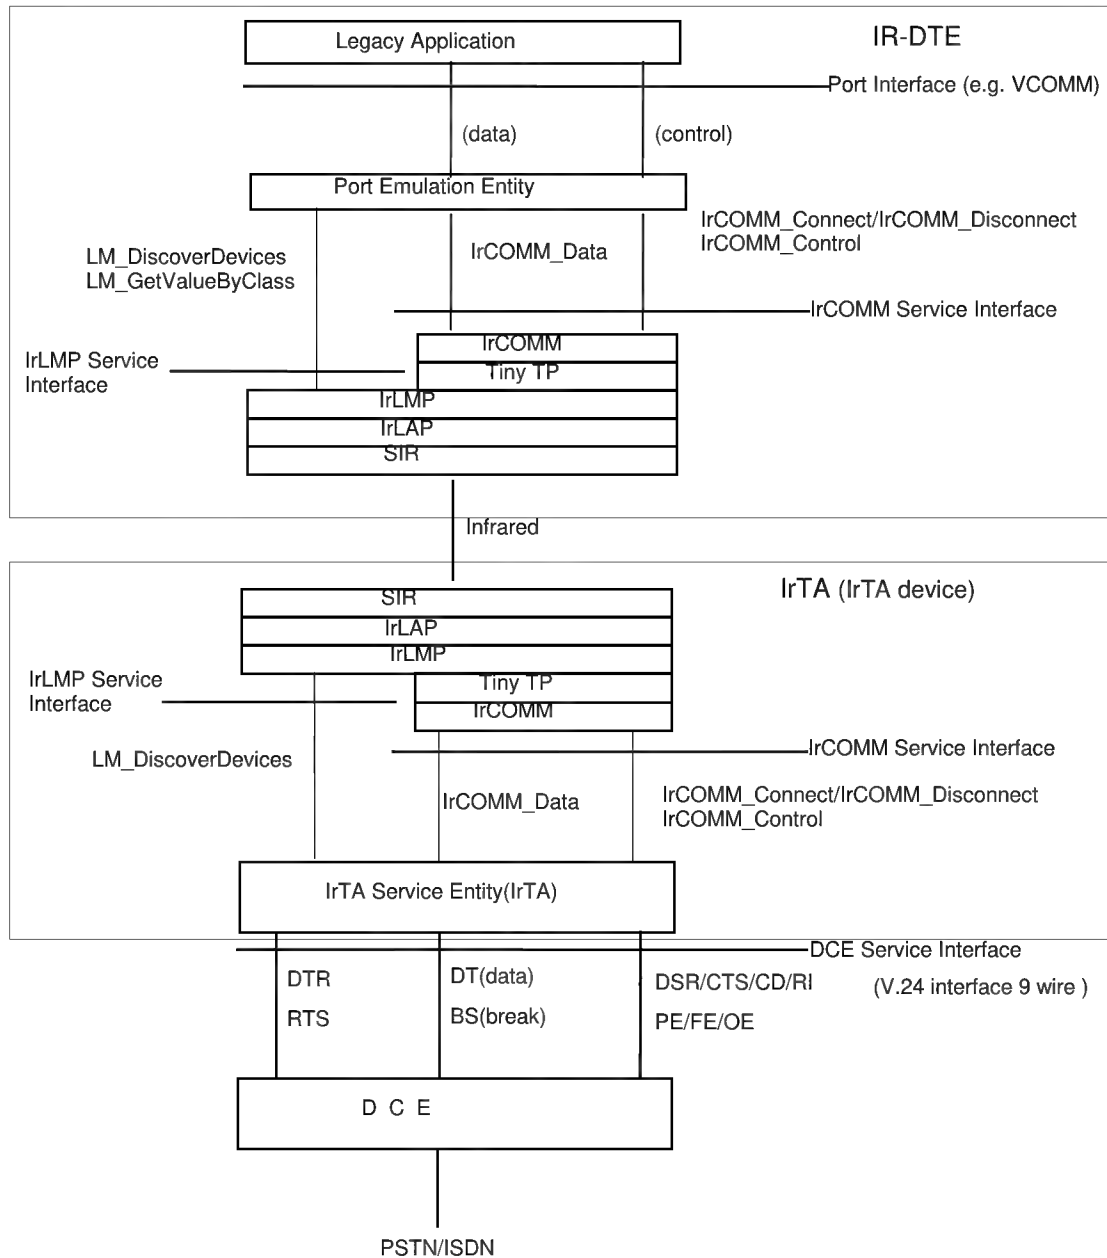 Legacy Application
IR-DTE
Port Interface (e.g. VCOMM)
(data)
(control)
Port Emulation Entity
IrCOMM_Connect/IrCOMM_Disconnect
IrCOMM_Control
LM_DiscoverDevices
LM_GetValueByClass
IrCOMM_Data
IrCOMM Service Interface
IrLMP Service
Interface
IrCOMM
Tiny TP
IrLMP
IrLAP
SIR
Infrared
IrTA (IrTA device)
SIR
IrLAP
IrLMP
Tiny TP
IrCOMM
IrLMP Service
Interface
LM_DiscoverDevices
IrCOMM Service Interface
IrCOMM_Data
IrCOMM_Connect/IrCOMM_Disconnect
IrCOMM_Control
IrTA Service Entity(IrTA)
DCE Service Interface
(V.24 interface 9 wire )
DTR
RTS
DT(data)
BS(break)
DSR/CTS/CD/RI
PE/FE/OE
D C E
PSTN/ISDN